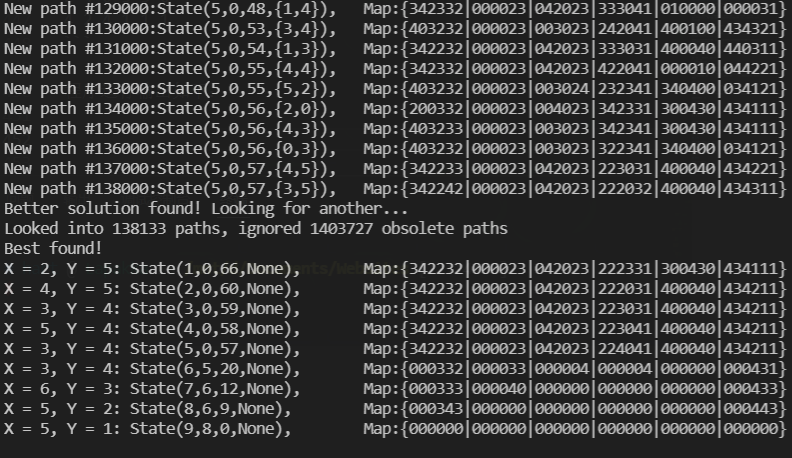 New path #129000:State(5,0,48,{1,4}),   Map:{342332|000023|042023|333041|010000|000031}
New path #130000:State(5,0,53,{4,3}),   Map:{403232|000023|003023|242041|400100|434321}
New path #131000:State(5,0,54,{1,3}),   Map:{342232|000023|042023|333031|400040|440311}
New path #132000:State(5,0,55,{4,4}),   Map:{342332|000023|042023|422041|000010|044221}
New path #133000:State(5,0,55,{5,2}),   Map:{403232|000023|003024|232341|340400|034121}
New path #134000:State(5,0,56,{2,0}),   Map:{200332|000023|004023|342331|300430|434111}
New path #135000:State(5,0,56,{4,3}),   Map:{403233|000023|003023|342341|300430|434111}
New path #136000:State(5,0,56,{0,3}),   Map:{403232|000023|003023|322341|340400|034121}
New path #137000:State(5,0,57,{4,5}),   Map:{342233|000023|042023|223031|400040|434221}
New path #138000:State(5,0,57,{3,5}),   Map:{342242|000023|042023|222032|400040|434311}
Better solution found! Looking for another...
Looked into 138133 paths, ignored 1403727 obsolete paths
Best found!
X = 2, Y = 5: State(1,0,66,None),       Map:{342232|000023|042023|222331|300430|434111}
X = 4, Y = 5: State(2,0,60,None),       Map:{342232|000023|042023|222031|400040|434321}
X = 3, Y = 4: State(3,0,59,None),       Map:{342232|000023|042023|223031|400040|434211}
X = 5, Y = 4: State(4,0,58,None),       Map:{342232|000023|042023|223041|400040|434211}
X = 3, Y = 4: State(5,0,57,None),       Map:{342232|000023|042023|224041|400040|434211}
X = 3, Y = 4: State(6,5,20,None),       Map:{000332|000033|000004|000004|000000|000431}
X = 6, Y = 3: State(7,6,12,None),       Map:{000333|000040|000000|000000|000000|000433}
X = 5, Y = 2: State(8,6,9,None),        Map:{000343|000000|000000|000000|000000|000443}
X = 5, Y = 1: State(9,8,0,None),        Map:{000000|000000|000000|000000|000000|000000}